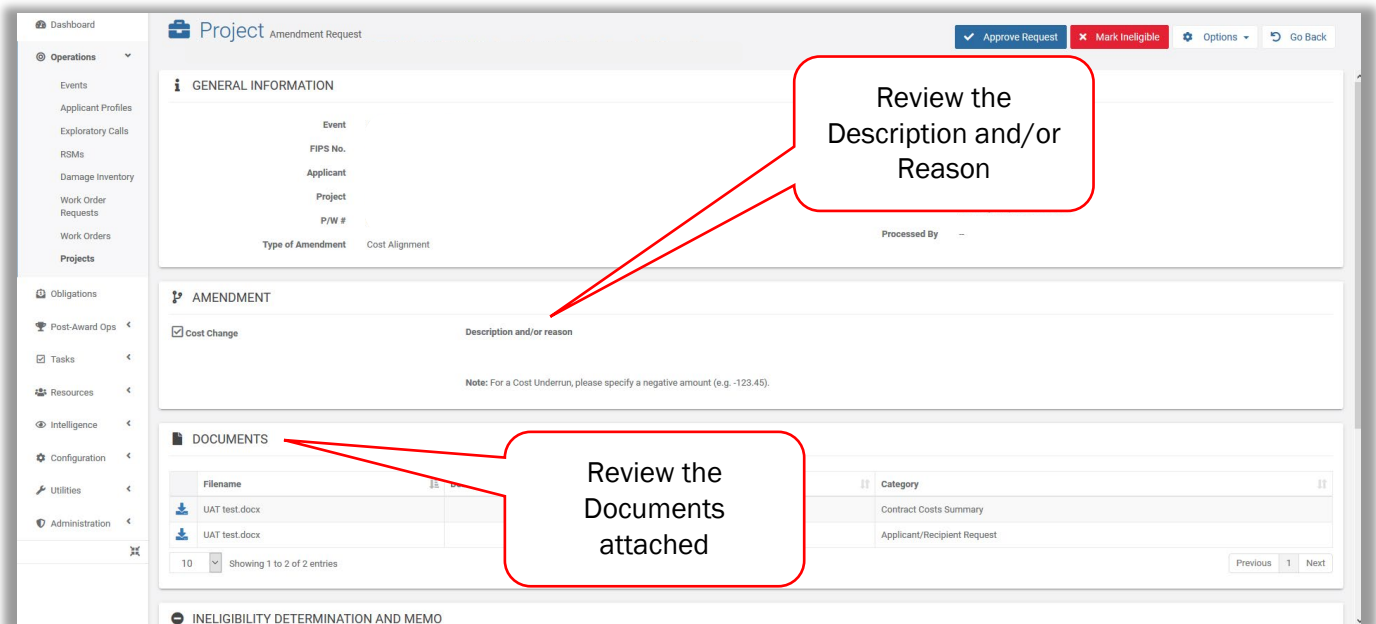 Dashboard
Operations
Events
Applicant Profiles
Exploratory Calls
RSMs
Damage Inventory
Work Order
Requests
Work Orders
Projects
Obligations
Post-Award Ops
Tasks
Resources
Intelligence
Configuration
Utilities
Administration
Project Amendment Request
Approve Request
Mark Ineligible
Options
Go Back
GENERAL INFORMATION
Event
FIPS No.
Applicant
Project
P/W #
Type of Amendment Cost Alignment
Processed By –
Review the
Description and/or
Reason
AMENDMENT
Cost Change
Description and/or reason
Note: For a Cost Underrun, please specify a negative amount (e.g. -123.45).
DOCUMENTS
Review the
Documents
attached
Filename
Category
UAT test.docx Contract Costs Summary
UAT test.docx Applicant/Recipient Request
10 Showing 1 to 2 of 2 entries
Previous 1 Next
INELIGIBILITY DETERMINATION AND MEMO